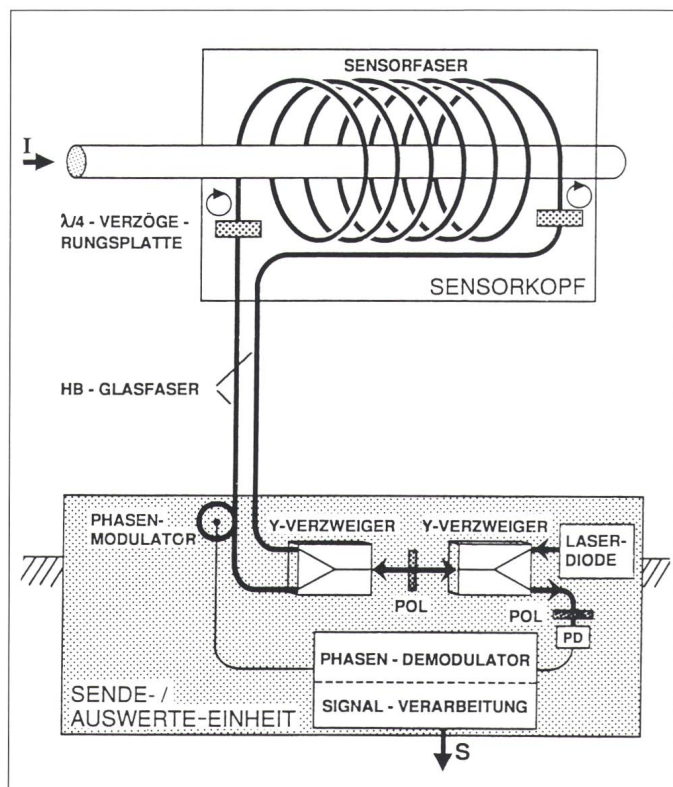 SENSORFASER
I
λ/4 - VERZÖGE -
RUNGSPLATTE
SENSORKOPF
HB - GLASFASER
PHASEN-
MODULATOR
Y-VERZWEIGER
Y-VERZWEIGER
LASER-
DIODE
POL
POL
PD
PHASEN - DEMODULATOR
SIGNAL - VERARBEITUNG
SENDE- /
AUSWERTE-EINHEIT
S